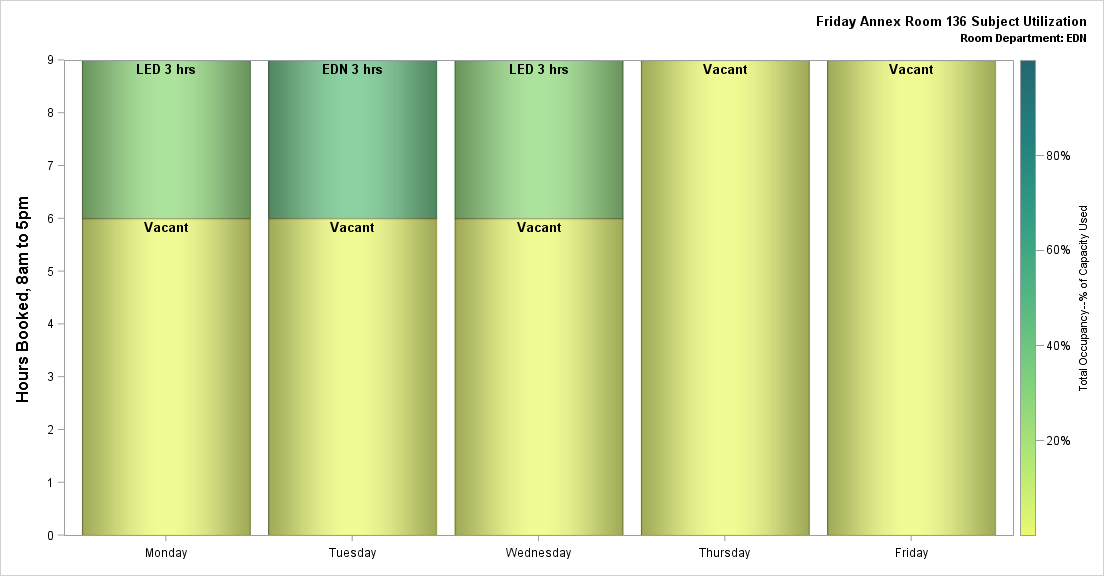 Friday Annex Room 136 Subject Utilization
Room Department: EDN
Hours Booked, 8am to 5pm
9
8
7
6
5
4
3
2
1
0
LED 3 hrs
EDN 3 hrs
LED 3 hrs
Vacant
Vacant
Vacant
Vacant
Vacant
Monday
Tuesday
Wednesday
Thursday
Friday
80%
60%
40%
20%
Total Occupancy--% of Capacity Used